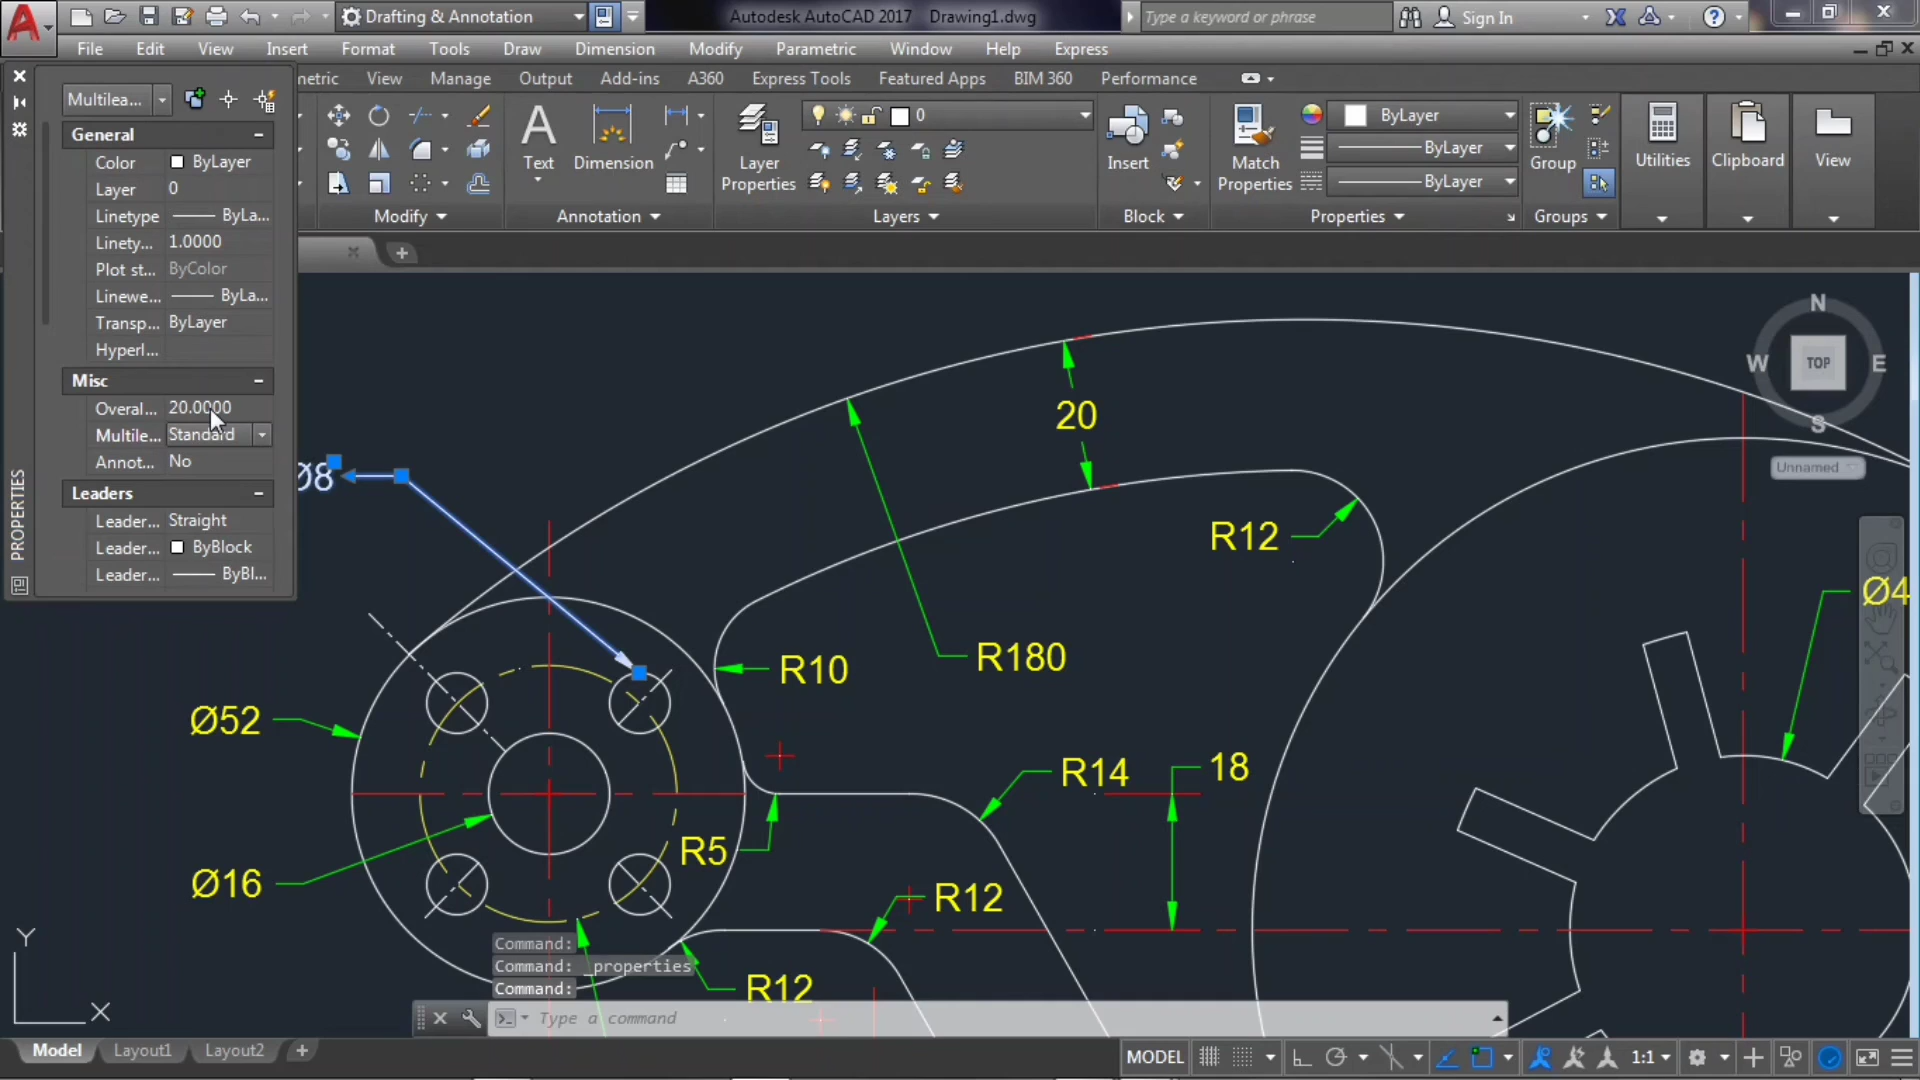 Drafting & Annotation
Autodesk AutoCAD 2017 Drawing1.dwg
Type a keyword or phrase
Sign In
File Edit View Insert Format Tools Draw Dimension Modify Parametric Window Help Express
metric View Manage Output Add-ins A360 Express Tools Featured Apps BIM 360 Performance
Multilea...
General
Color ByLayer
Layer 0
Linetype ByLa...
Linety... 1.0000
Plot st... ByColor
Linewe... ByLa...
Transp... ByLayer
Hyperl...
Misc
Overal... 20.0000
Multile... Standard
Annot... No
Leaders
Leader... Straight
Leader... ByBlock
Leader... ByBl...
PROPERTIES
Text
Dimension
Layer
Properties
0
Insert
Match
Properties
ByLayer
ByLayer
ByLayer
Group
Utilities
Clipboard
View
Modify
Annotation
Layers
Block
Properties
Groups
N
W TOP E
S
Unnamed
20
Ø8
R12
Ø4
R180
R10
Ø52
R14
18
R5
Ø16
R12
R12
Y
X
Command:
Command: _properties
Command:
Type a command
Model Layout1 Layout2
MODEL
1:1